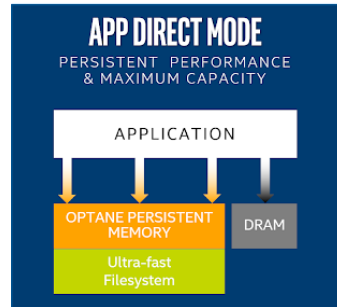 APP DIRECT MODE
PERSISTENT PERFORMANCE
& MAXIMUM CAPACITY
APPLICATION
OPTANE PERSISTENT
MEMORY
DRAM
Ultra-fast
Filesystem